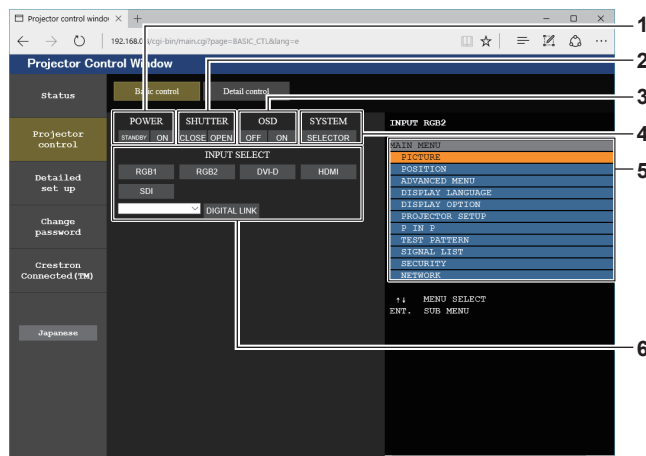 Projector control windov
192.168.0.8/cgi-bin/main.cgi?page=BASIC_CTL&lang=e
Projector Control Window
Status
Projector
control
Detailed
set up
Change
password
Crestron
Connected(TM)
Japanese
Basic control
Detail control
POWER
STANDBY ON
SHUTTER
CLOSE OPEN
OSD
OFF ON
SYSTEM
SELECTOR
INPUT SELECT
RGB1 RGB2 DVI-D HDMI
SDI
DIGITAL LINK
INPUT RGB2
MAIN MENU
PICTURE
POSITION
ADVANCED MENU
DISPLAY LANGUAGE
DISPLAY OPTION
PROJECTOR SETUP
P IN P
TEST PATTERN
SIGNAL LIST
SECURITY
NETWORK
↑↓ MENU SELECT
ENT. SUB MENU
1
2
3
4
5
6